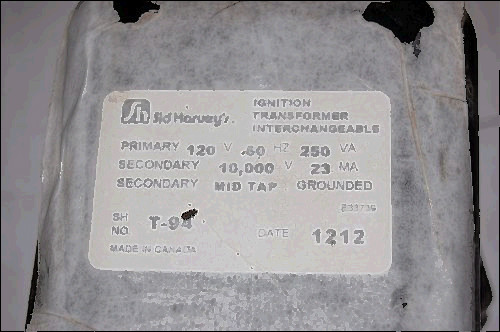 Sh Sid Harvey's.
IGNITION
TRANSFORMER
INTERCHANGEABLE
PRIMARY 120 V .60 HZ 250 VA
SECONDARY 10,000 V 23 MA
SECONDARY MID TAP GROUNDED
SH NO. T-94
DATE 1212
MADE IN CANADA